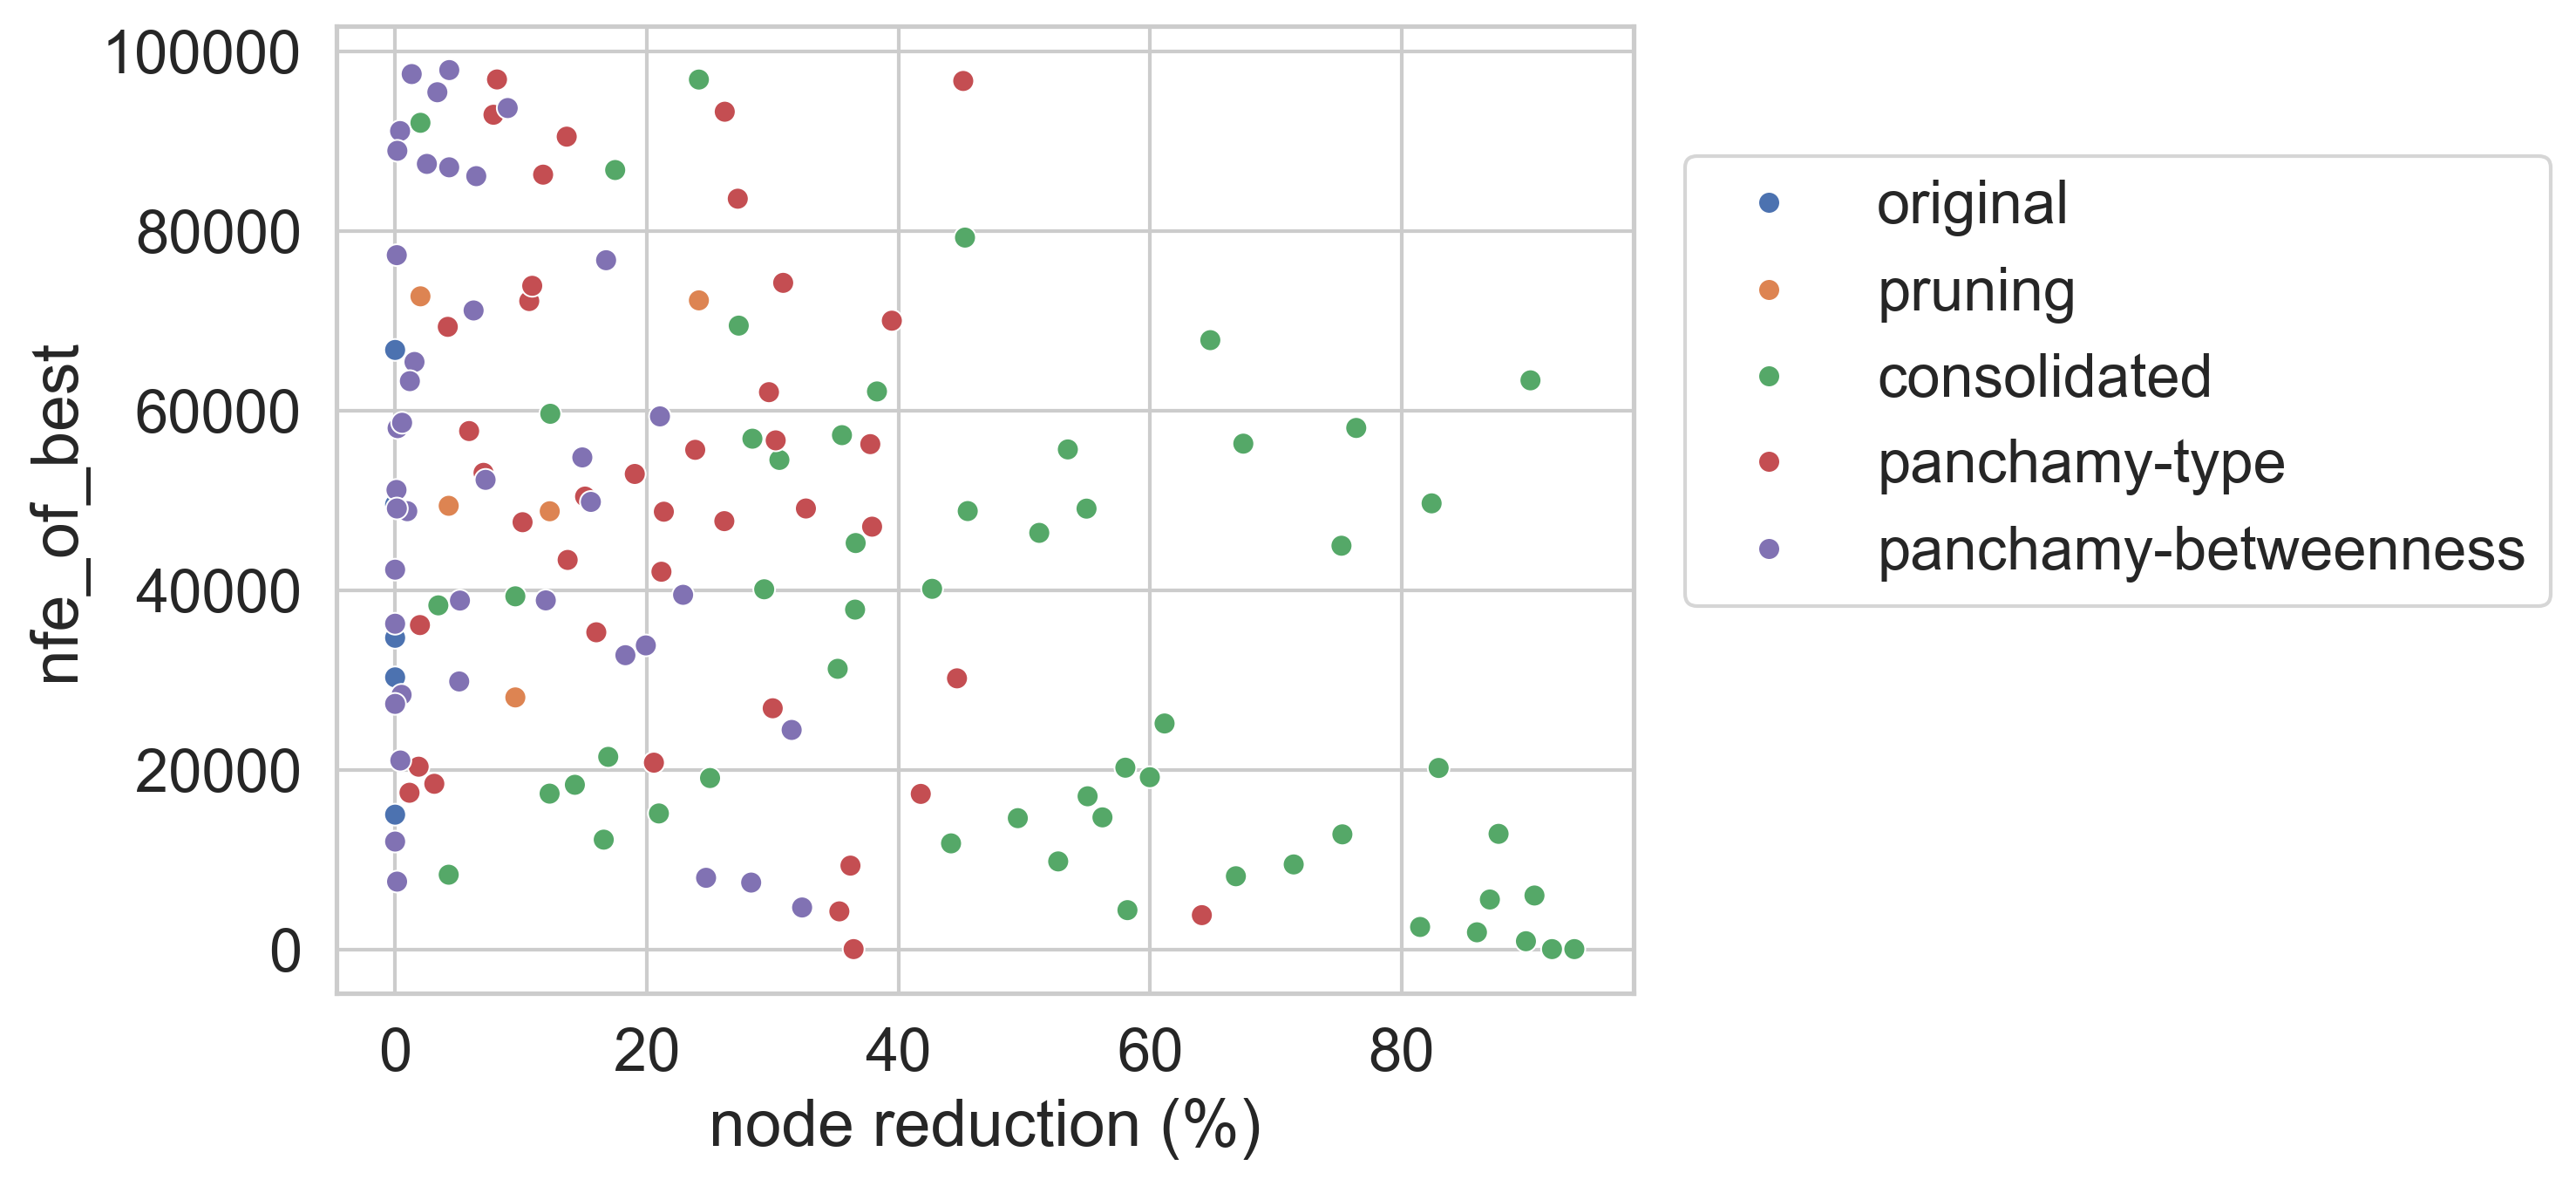 100000
80000
60000
40000
20000
0
nfe_of_best
0 20 40 60 80
node reduction (%)
original
pruning
consolidated
panchamy-type
panchamy-betweenness